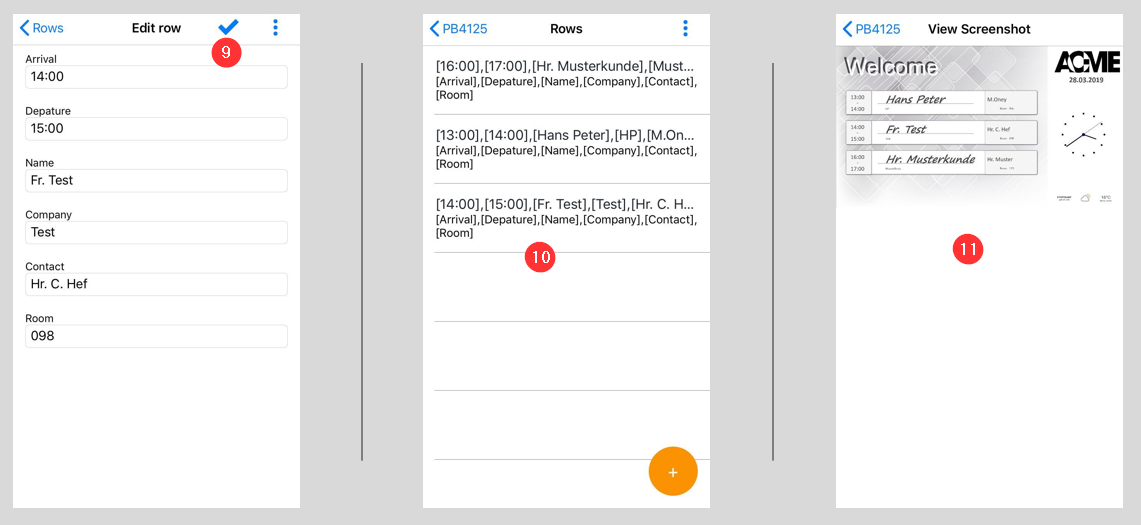 Rows
Edit row
9
Arrival
14:00
Depature
15:00
Name
Fr. Test
Company
Test
Contact
Hr. C. Hef
Room
098
PB4125
Rows
[16:00],[17:00],[Hr. Musterkunde],[Must...
[Arrival],[Depature],[Name],[Company],[Contact],
[Room]
[13:00],[14:00],[Hans Peter],[HP],[M.On...
[Arrival],[Depature],[Name],[Company],[Contact],
[Room]
[14:00],[15:00],[Fr. Test],[Test],[Hr. C. H...
[Arrival],[Depature],[Name],[Company],[Contact],
[Room]
10
+
PB4125
View Screenshot
Welcome
ACME
28.03.2019
13:00
14:00
Hans Peter
M.Oney
14:00
15:00
Fr. Test
Hr. C. Hef
16:00
17:00
Hr. Musterkunde
Hr. Muster
11